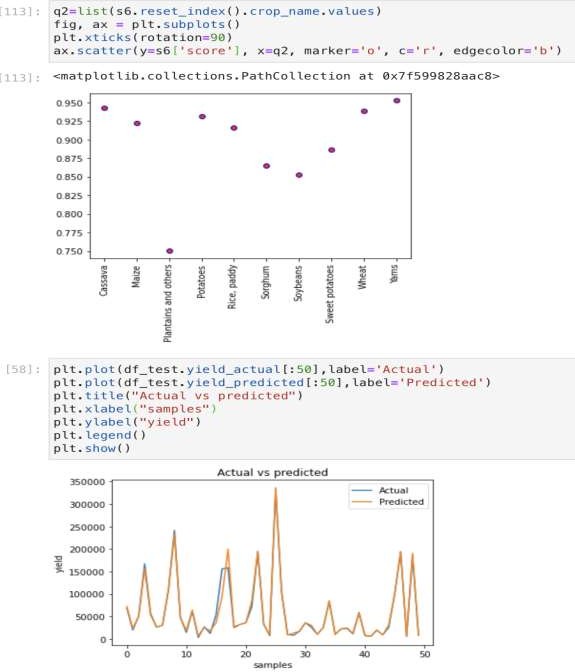 [113]: q2=list(s6.reset_index().crop_name.values)
fig, ax = plt.subplots()
plt.xticks(rotation=90)
ax.scatter(y=s6['score'], x=q2, marker='o', c='r', edgecolor='b')
[113]: <matplotlib.collections.PathCollection at 0x7f599828aac8>
0.950
0.925
0.900
0.875
0.850
0.825
0.800
0.775
0.750
Cassava
Maize
Plantains and others
Potatoes
Rice, paddy
Sorghum
Soybeans
Sweet potatoes
Wheat
Yams
[58]: plt.plot(df_test.yield_actual[:50],label='Actual')
plt.plot(df_test.yield_predicted[:50],label='Predicted')
plt.title("Actual vs predicted")
plt.xlabel("samples")
plt.ylabel("yield")
plt.legend()
plt.show()
Actual vs predicted
350000
300000
250000
200000
150000
100000
50000
0
yield
Actual
Predicted
0 10 20 30 40 50
samples